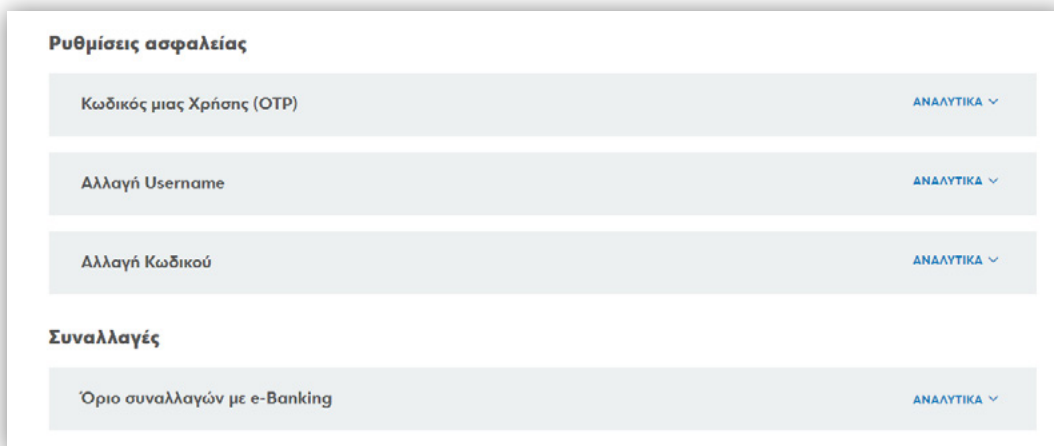 Ρυθμίσεις ασφαλείας
Κωδικός μιας Χρήσης (OTP) ΑΝΑΛΥΤΙΚΑ
Αλλαγή Username ΑΝΑΛΥΤΙΚΑ
Αλλαγή Κωδικού ΑΝΑΛΥΤΙΚΑ
Συναλλαγές
Όριο συναλλαγών με e-Banking ΑΝΑΛΥΤΙΚΑ